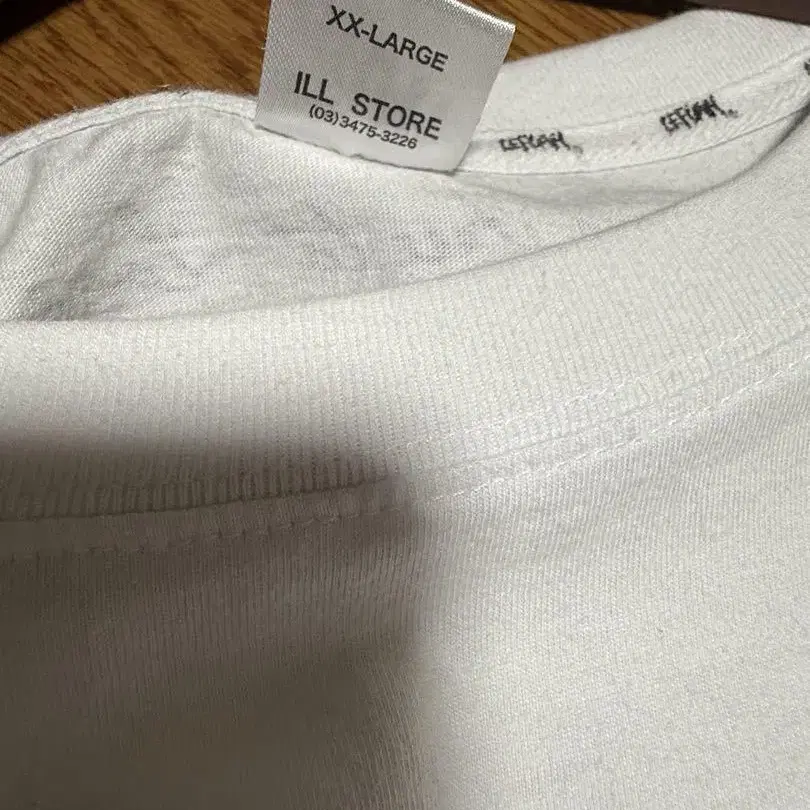 XX-LARGE
ILL STORE
(03)3475-3226